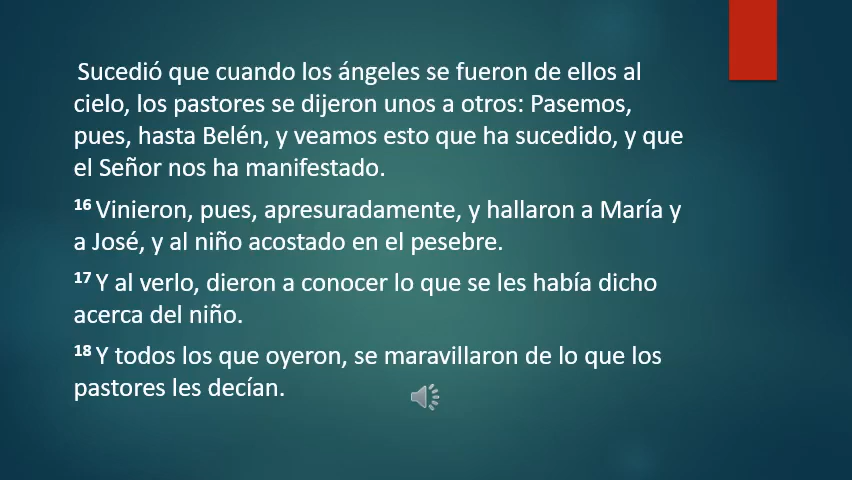 Sucedió que cuando los ángeles se fueron de ellos al
cielo, los pastores se dijeron unos a otros: Pasemos,
pues, hasta Belén, y veamos esto que ha sucedido, y que
el Señor nos ha manifestado.
16 Vinieron, pues, apresuradamente, y hallaron a María y
a José, y al niño acostado en el pesebre.
17 Y al verlo, dieron a conocer lo que se les había dicho
acerca del niño.
18 Y todos los que oyeron, se maravillaron de lo que los
pastores les decían.